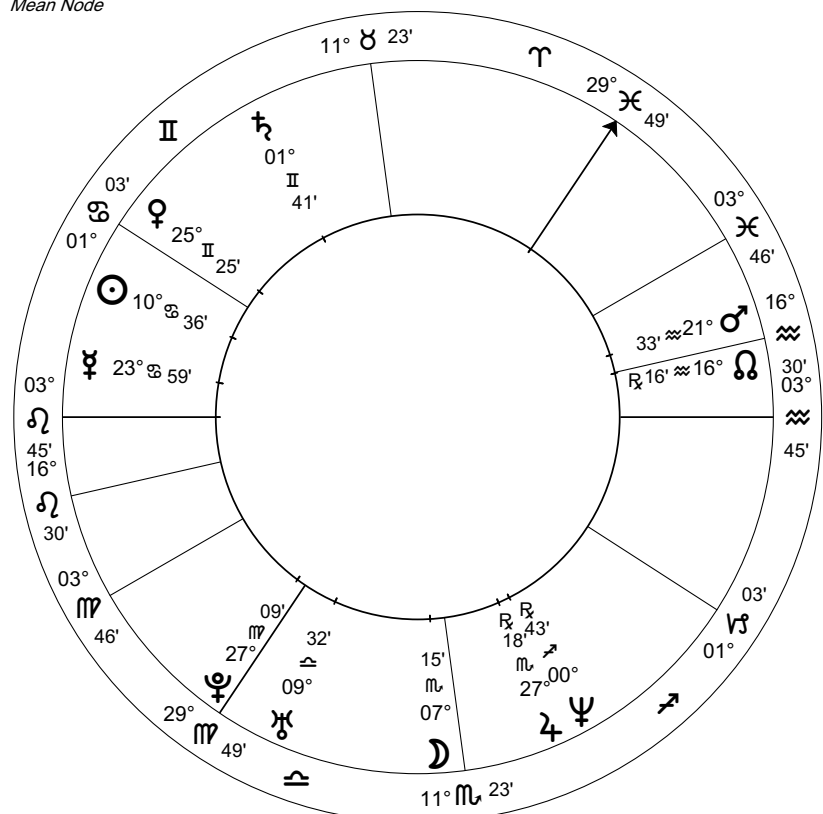 Mean Node
11° ♉ 23'
♈
29° ♓ 49'
♊
♄ 01° ♊ 41'
03' ♋ 01°
♀ 25° ♊ 25'
03° ♓ 46'
☉ 10° ♋ 36'
33' ♒ 21° ♂
16° ♒ 30'
☿ 23° ♋ 59'
℞ 16' ♒ 16° ☊
03° ♌ 45'
03° ♒ 45'
16° ♌ 30'
03° ♍ 46'
09' ♍ 27° ♇
32' ♎ 09° ♅
15' ♏ 07° ☽
℞ 18' ♏ 27° ♃
℞ 43' ♐ 00° ♆
03' ♑ 01°
29° ♍ 49'
♎
♐
11° ♏ 23'